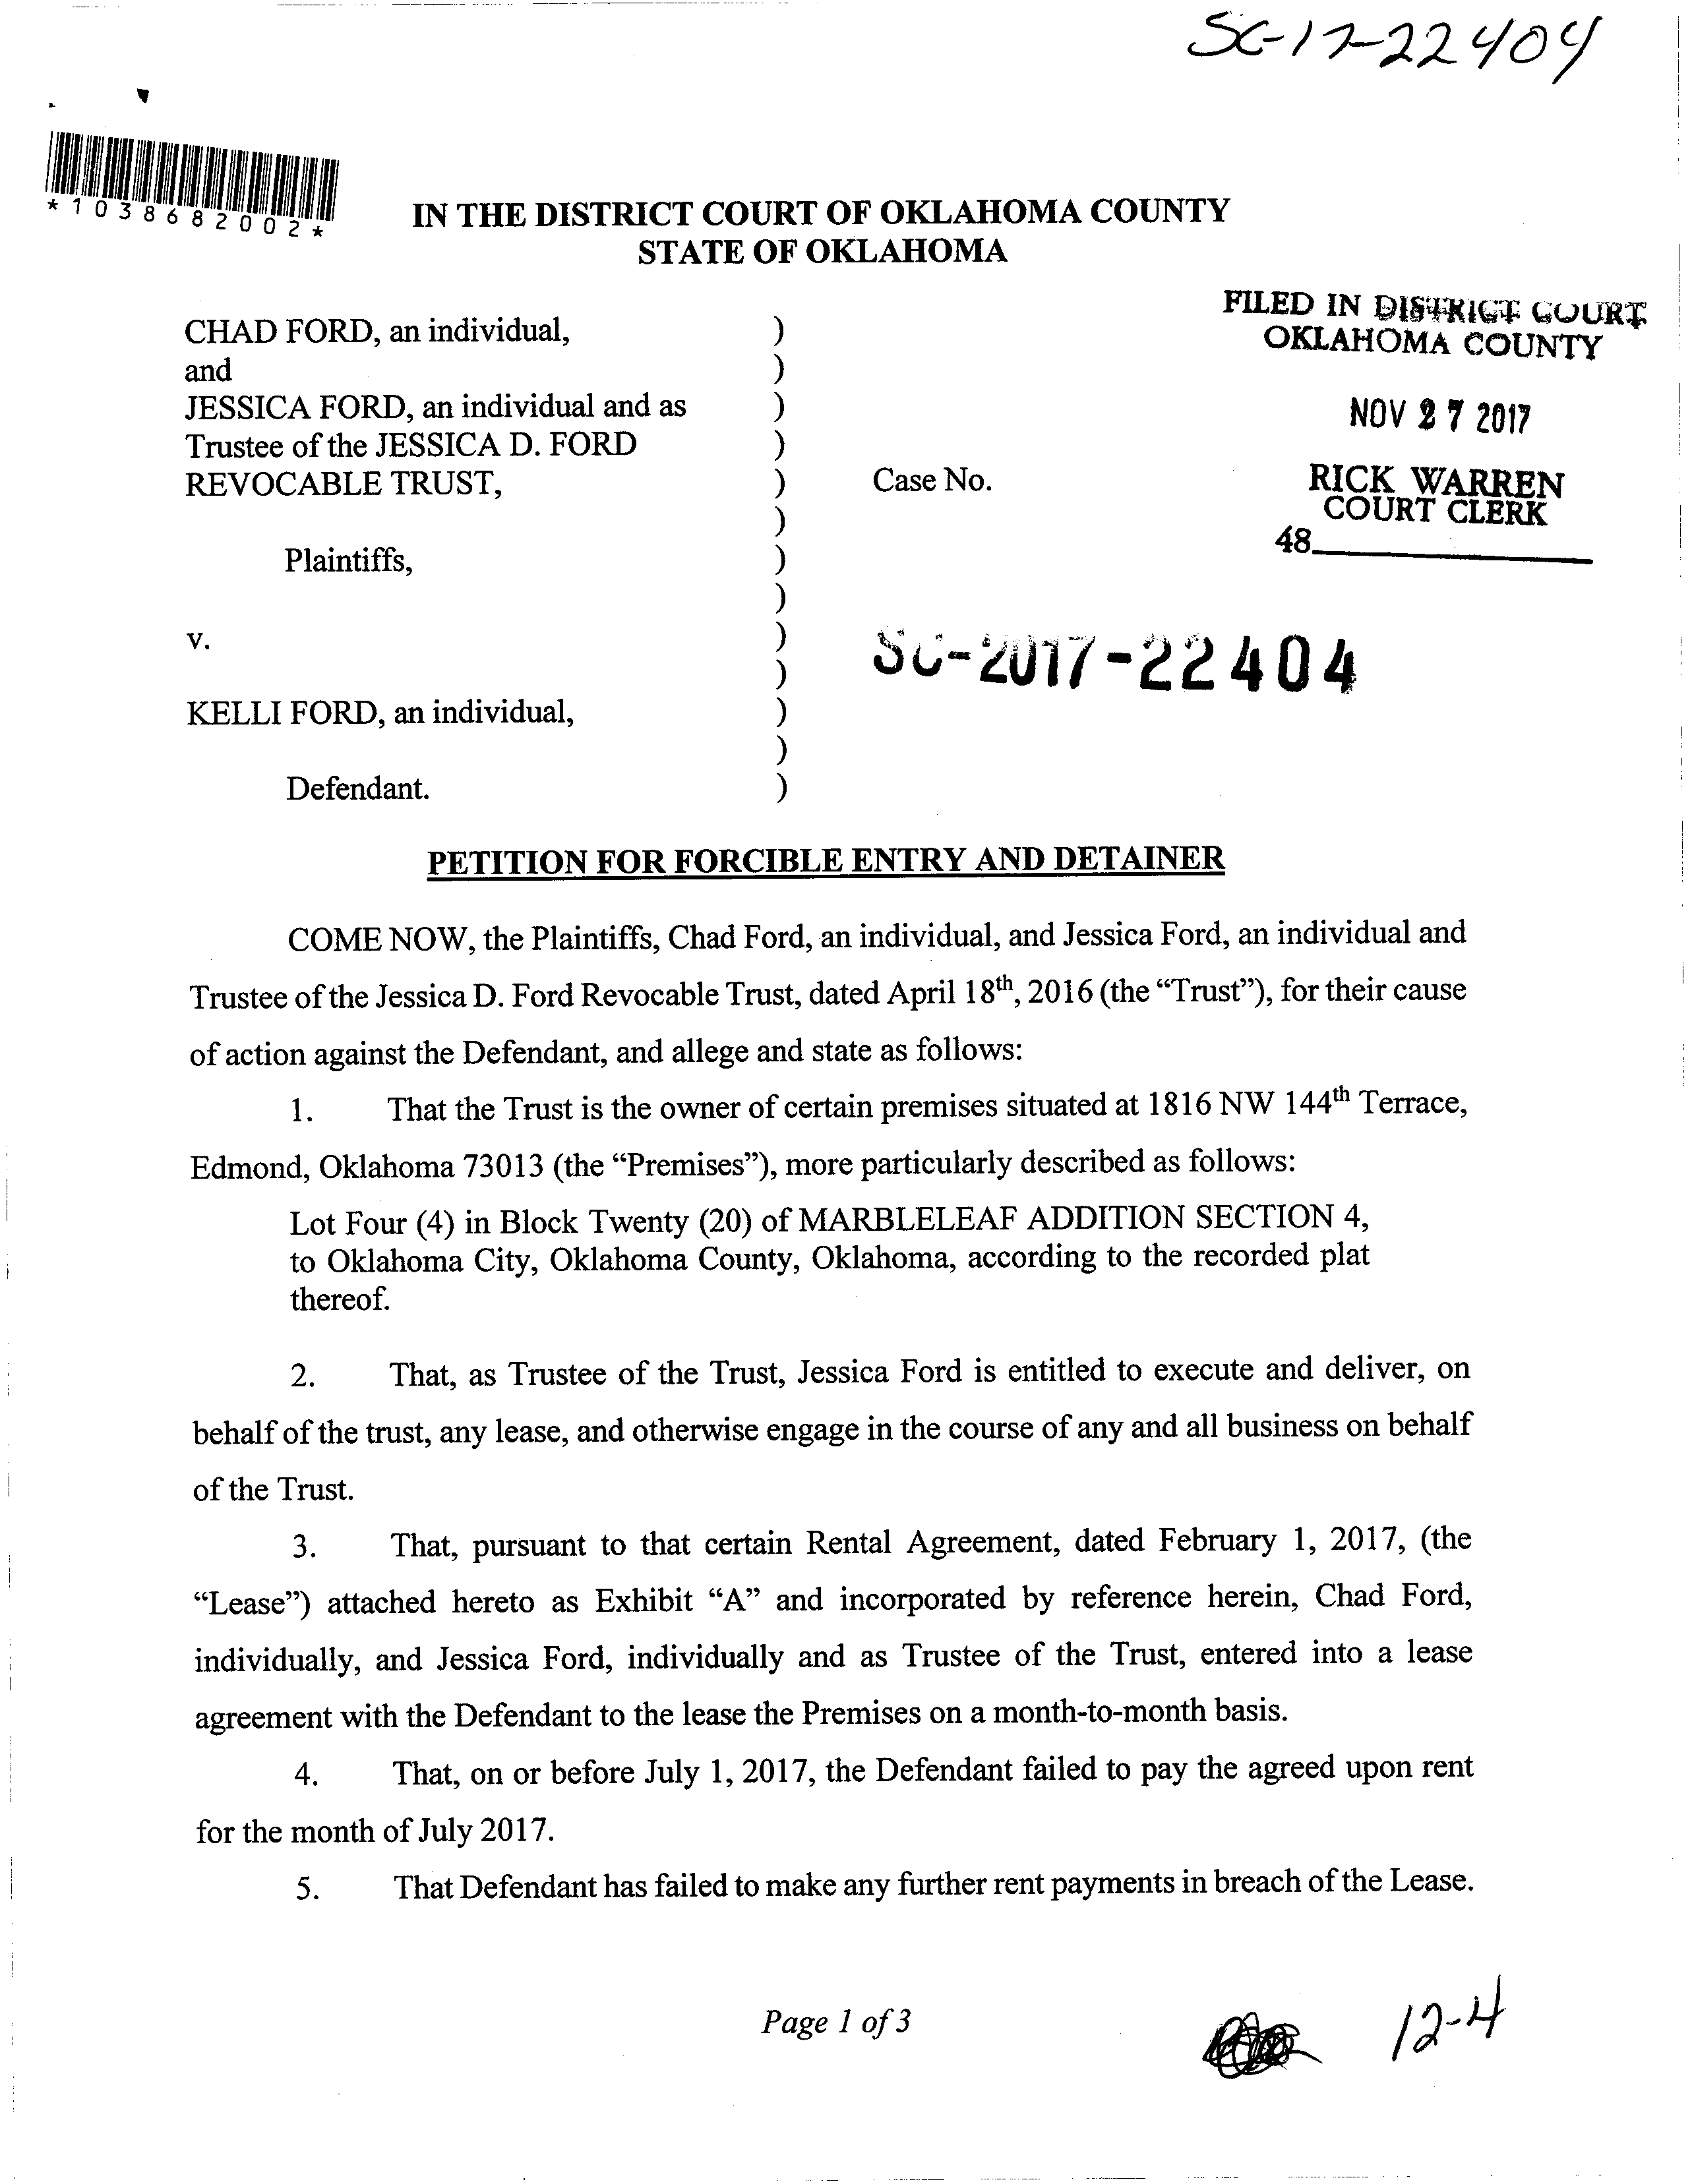 SC-17-22404
*1038682002*
IN THE DISTRICT COURT OF OKLAHOMA COUNTY
STATE OF OKLAHOMA
FILED IN DISTRICT COURT
OKLAHOMA COUNTY
NOV 27 2017
RICK WARREN
COURT CLERK
48
CHAD FORD, an individual, )
and )
JESSICA FORD, an individual and as )
Trustee of the JESSICA D. FORD )
REVOCABLE TRUST, ) Case No.
)
Plaintiffs, )
)
v. ) SC-2017-22404
)
KELLI FORD, an individual, )
)
Defendant. )
PETITION FOR FORCIBLE ENTRY AND DETAINER
COME NOW, the Plaintiffs, Chad Ford, an individual, and Jessica Ford, an individual and
Trustee of the Jessica D. Ford Revocable Trust, dated April 18th, 2016 (the “Trust”), for their cause
of action against the Defendant, and allege and state as follows:
1. That the Trust is the owner of certain premises situated at 1816 NW 144th Terrace,
Edmond, Oklahoma 73013 (the “Premises”), more particularly described as follows:
Lot Four (4) in Block Twenty (20) of MARBLELEAF ADDITION SECTION 4,
to Oklahoma City, Oklahoma County, Oklahoma, according to the recorded plat
thereof.
2. That, as Trustee of the Trust, Jessica Ford is entitled to execute and deliver, on
behalf of the trust, any lease, and otherwise engage in the course of any and all business on behalf
of the Trust.
3. That, pursuant to that certain Rental Agreement, dated February 1, 2017, (the
“Lease”) attached hereto as Exhibit “A” and incorporated by reference herein, Chad Ford,
individually, and Jessica Ford, individually and as Trustee of the Trust, entered into a lease
agreement with the Defendant to the lease the Premises on a month-to-month basis.
4. That, on or before July 1, 2017, the Defendant failed to pay the agreed upon rent
for the month of July 2017.
5. That Defendant has failed to make any further rent payments in breach of the Lease.
Page 1 of 3
12-4